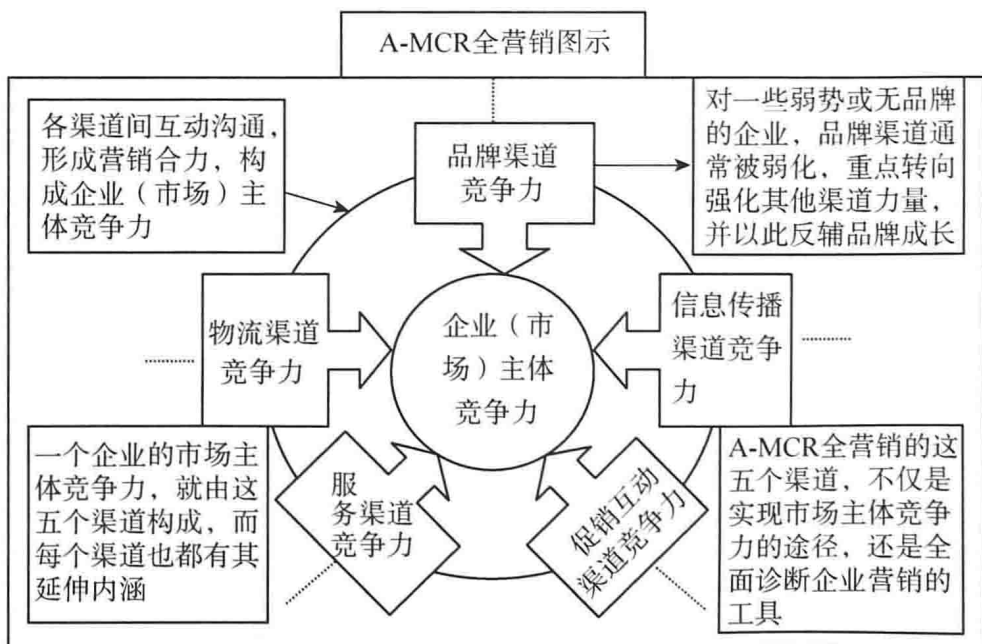 A-MCR全营销图示
各渠道间互动沟通，
形成营销合力，构
成企业（市场）主
体竞争力
品牌渠道
竞争力
对一些弱势或无品牌
的企业，品牌渠道通
常被弱化，重点转向
强化其他渠道力量，
并以此反辅品牌成长
物流渠道
竞争力
企业（市
场）主体
竞争力
信息传播
渠道竞争
力
一个企业的市场主
体竞争力，就由这
五个渠道构成，而
每个渠道也都有其
延伸内涵
服
务渠道
竞争力
促销互动
渠道竞争力
A-MCR全营销的这
五个渠道，不仅是
实现市场主体竞争
力的途径，还是全
面诊断企业营销的
工具